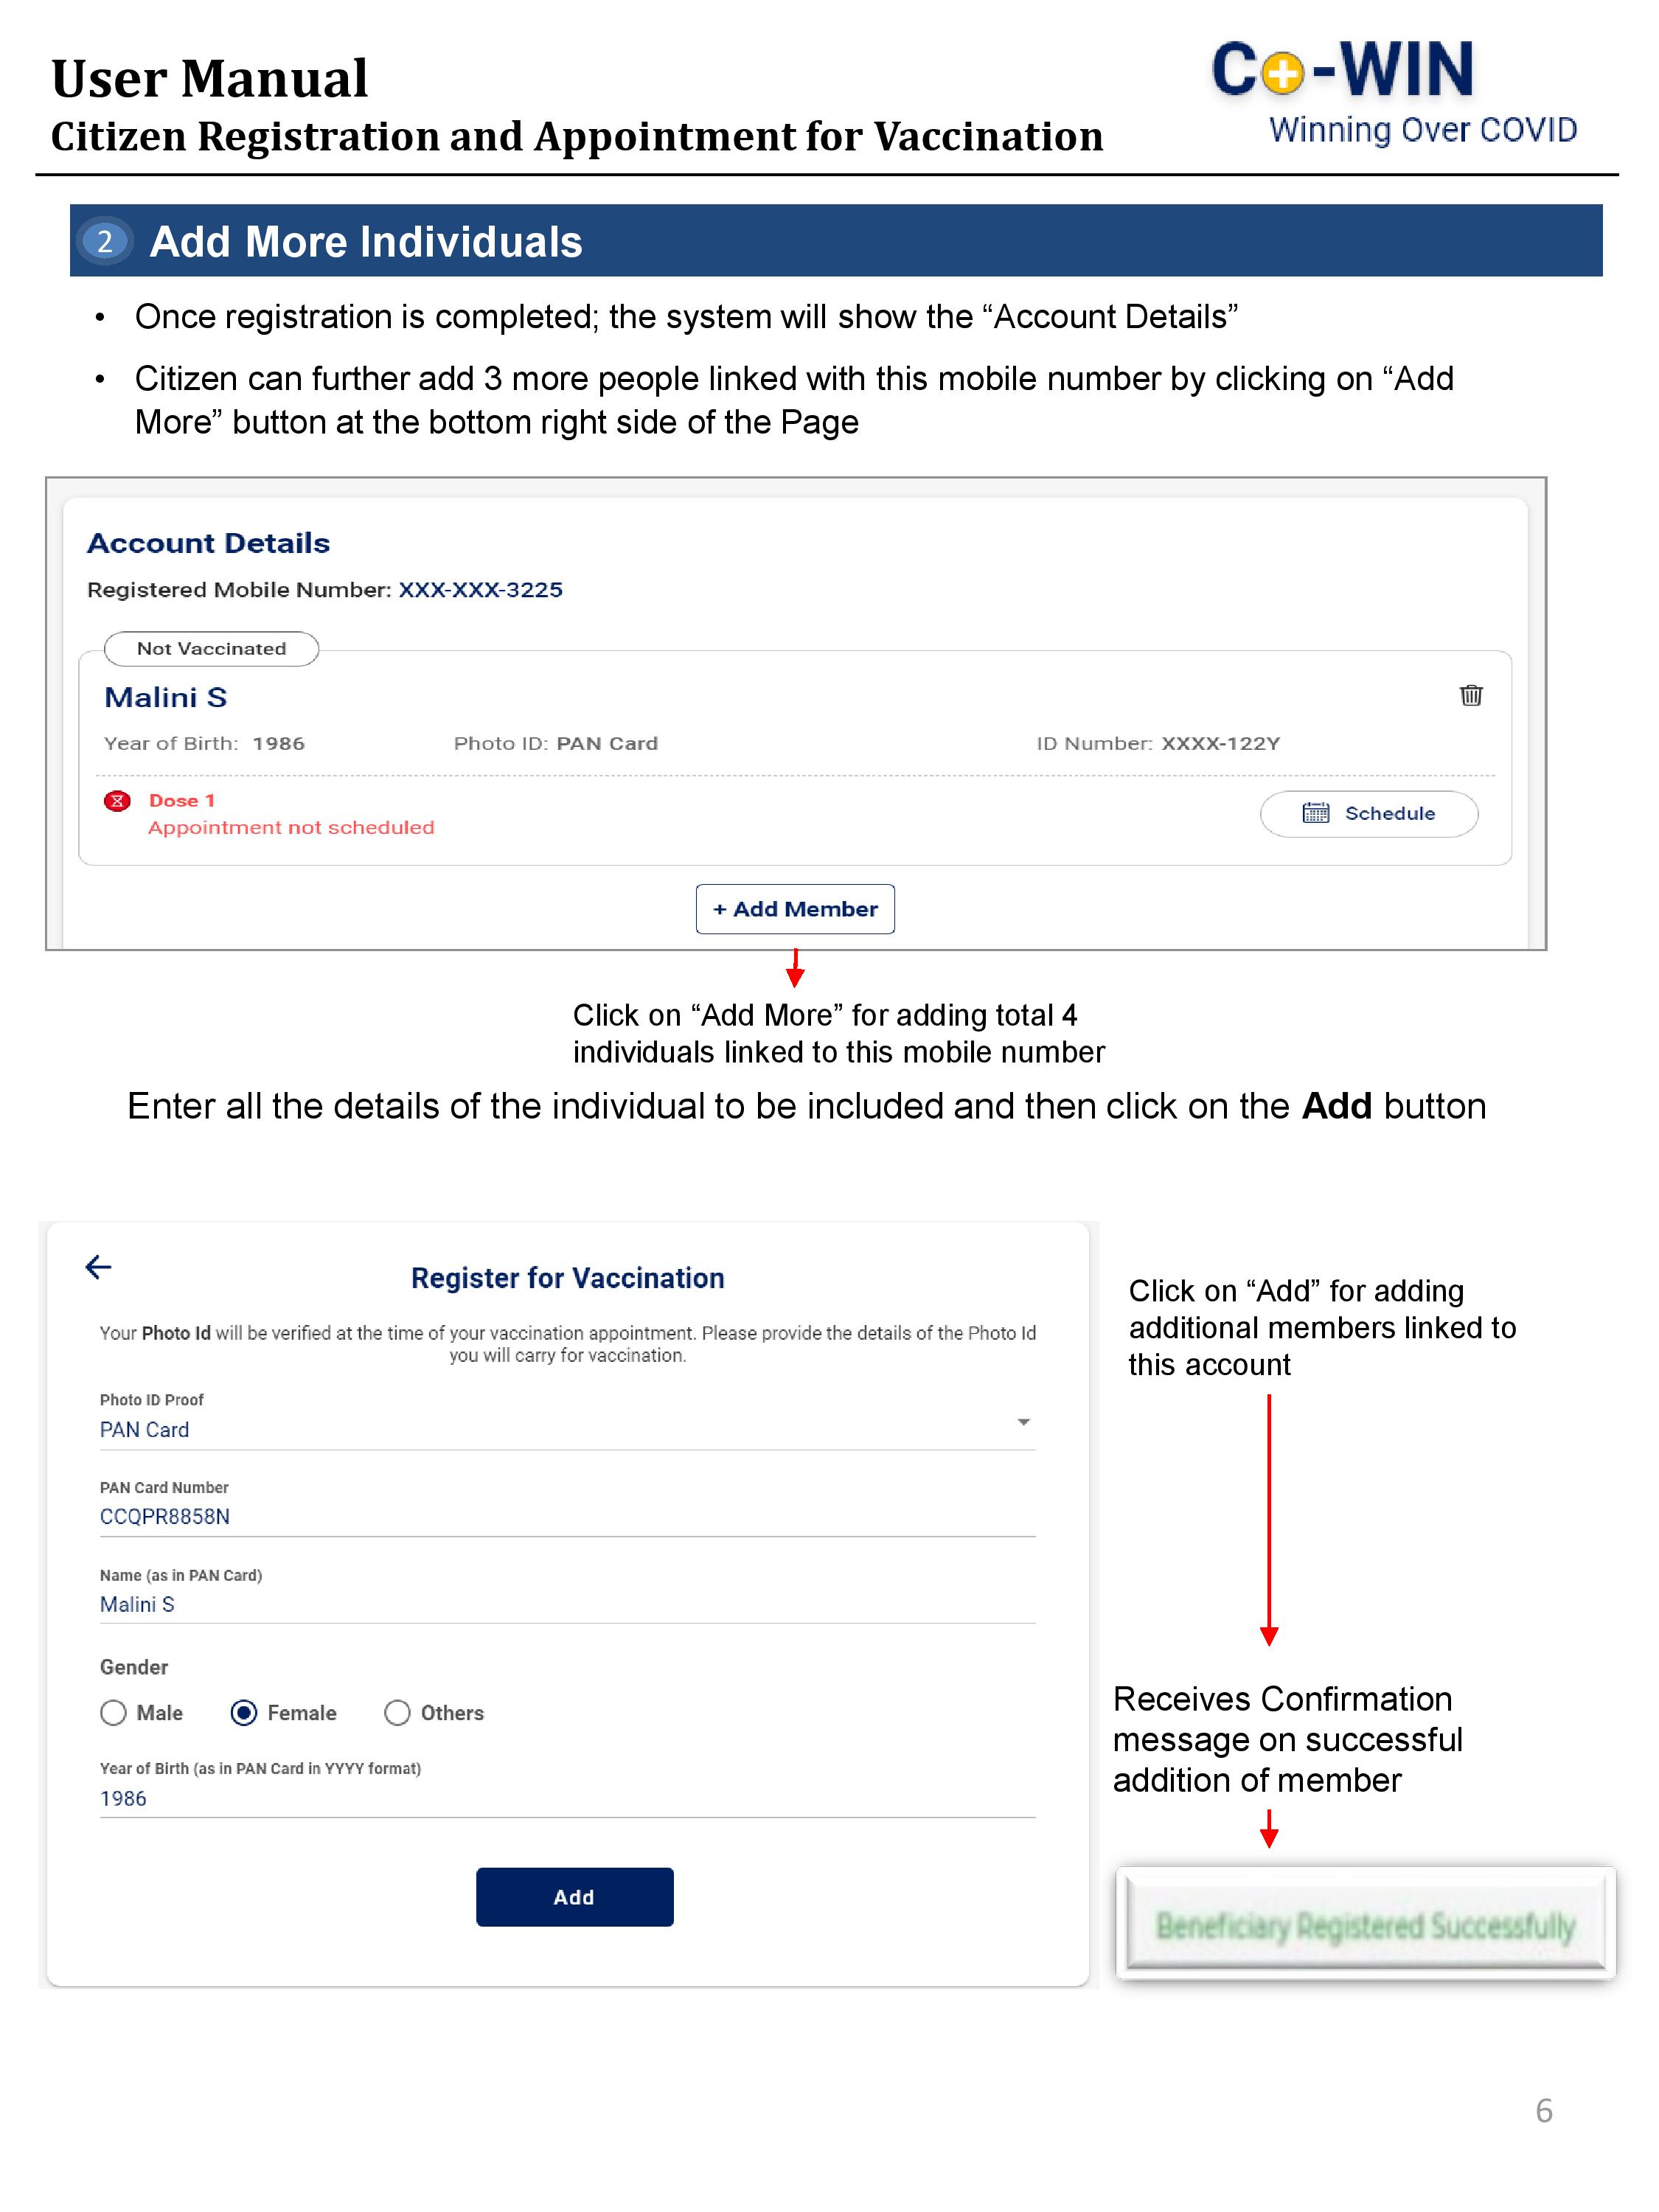 User Manual
Citizen Registration and Appointment for Vaccination
Co-WIN
Winning Over COVID
2 Add More Individuals
• Once registration is completed; the system will show the “Account Details”
• Citizen can further add 3 more people linked with this mobile number by clicking on “Add
More” button at the bottom right side of the Page
Account Details
Registered Mobile Number: XXX-XXX-3225
Not Vaccinated
Malini S
Year of Birth: 1986 Photo ID: PAN Card ID Number: XXXX-122Y
Dose 1
Appointment not scheduled
Schedule
+ Add Member
Click on “Add More” for adding total 4
individuals linked to this mobile number
Enter all the details of the individual to be included and then click on the Add button
Register for Vaccination
Your Photo Id will be verified at the time of your vaccination appointment. Please provide the details of the Photo Id
you will carry for vaccination.
Photo ID Proof
PAN Card
PAN Card Number
CCQPR8858N
Name (as in PAN Card)
Malini S
Gender
Male Female Others
Year of Birth (as in PAN Card in YYYY format)
1986
Add
Click on “Add” for adding
additional members linked to
this account
Receives Confirmation
message on successful
addition of member
Beneficiary Registered Successfully
6